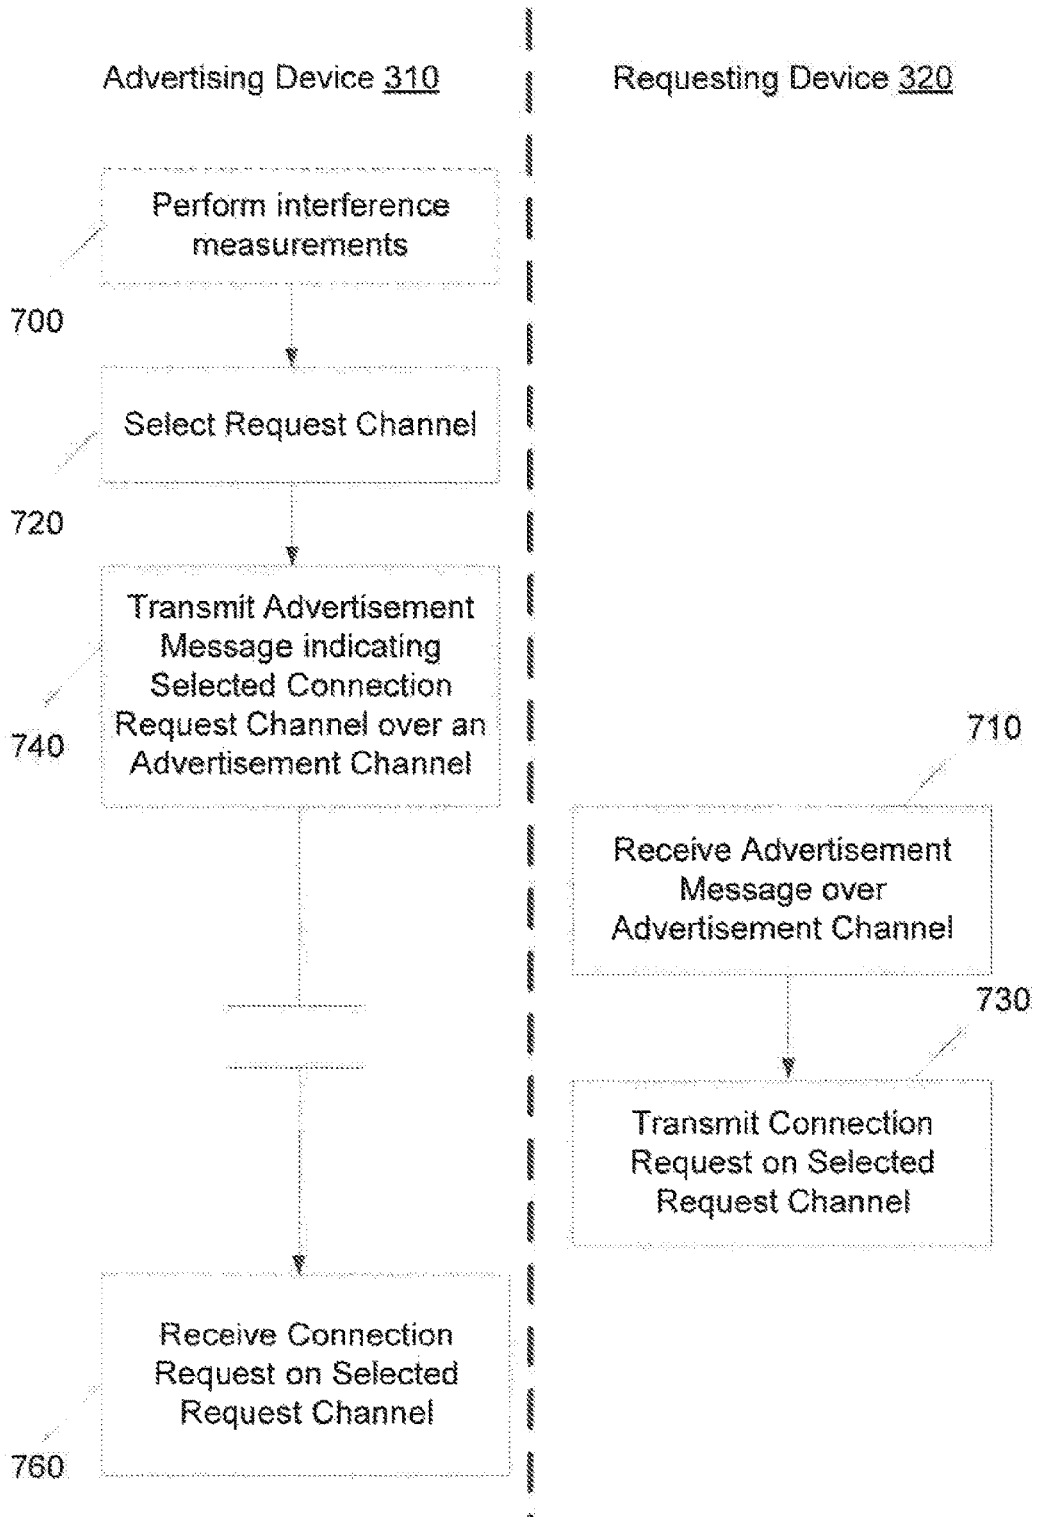 Advertising Device 310
Requesting Device 320
Perform interference
measurements
700
Select Request Channel
720
Transmit Advertisement
Message indicating
Selected Connection
Request Channel over an
Advertisement Channel
740
710
Receive Advertisement
Message over
Advertisement Channel
730
Transmit Connection
Request on Selected
Request Channel
Receive Connection
Request on Selected
Request Channel
760